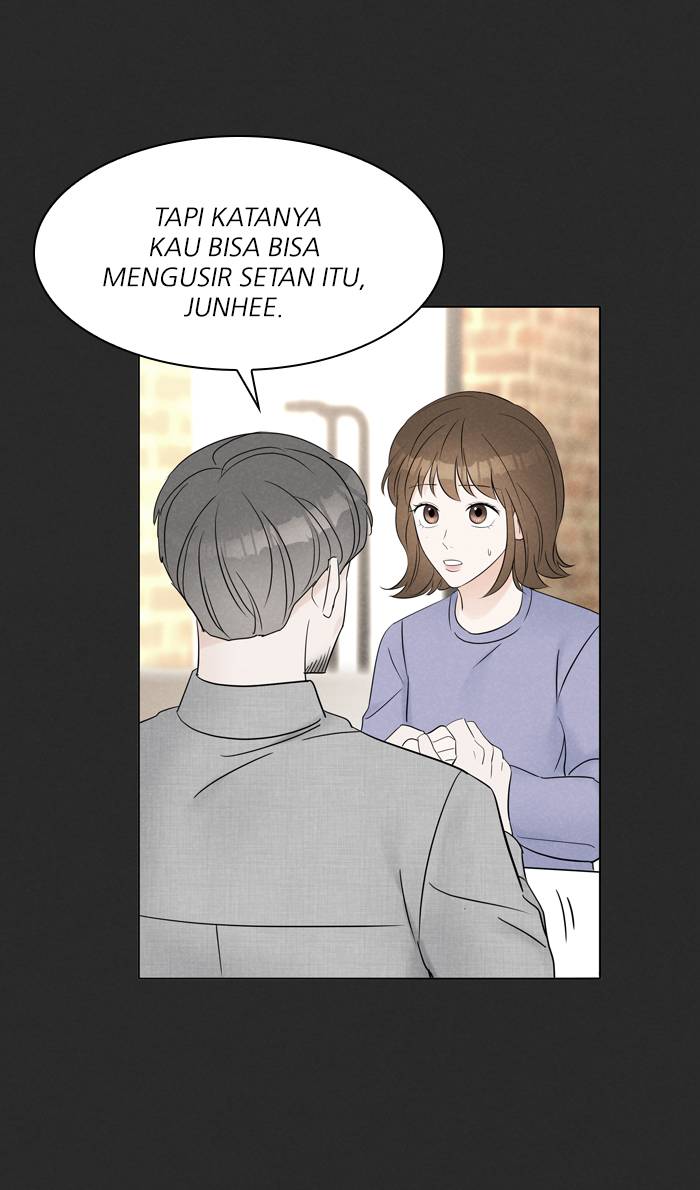 TAPI KATANYA
KAU BISA BISA
MENGUSIR SETAN ITU,
JUNHEE.